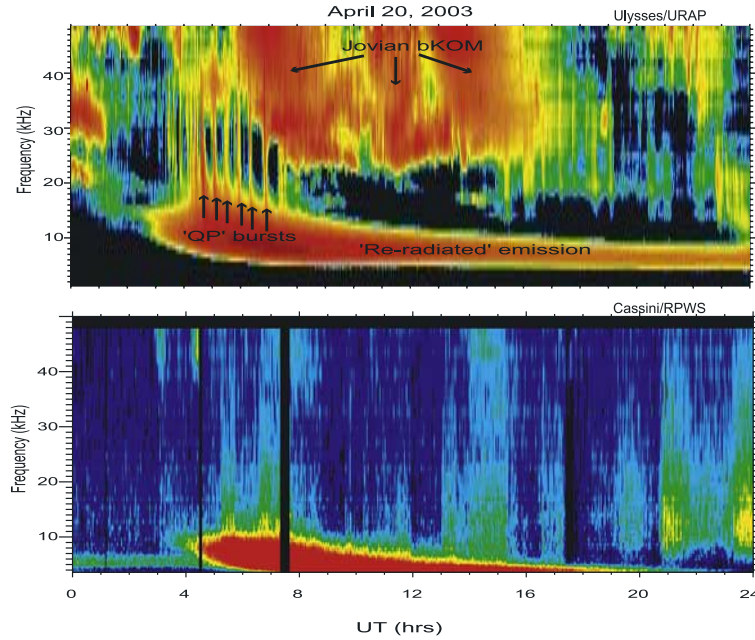 April 20, 2003
Ulysses/URAP
Jovian bKOM
40
30
20
10
Frequency (kHz)
'QP' bursts
'Re-radiated' emission
Cassini/RPWS
40
30
20
10
Frequency (kHz)
0 4 8 12 16 20 24
UT (hrs)